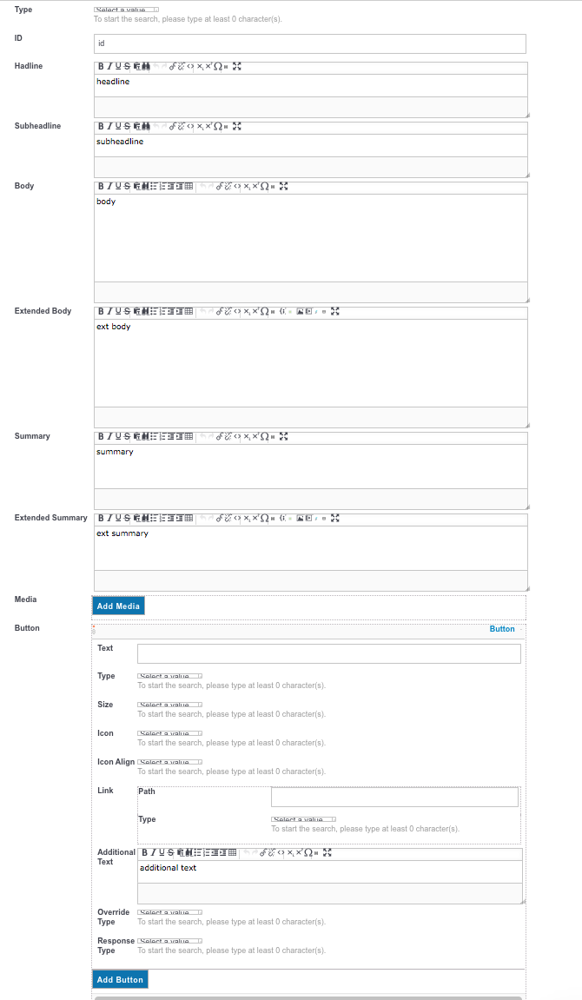 Type Select a value
To start the search, please type at least 0 character(s).
ID id
Hadline B I U S
headline
Subheadline B I U S
subheadline
Body B I U S
body
Extended Body B I U S
ext body
Summary B I U S
summary
Extended Summary B I U S
ext summary
Media
Add Media
Button Button
Text
Type Select a value
To start the search, please type at least 0 character(s).
Size Select a value
To start the search, please type at least 0 character(s).
Icon Select a value
To start the search, please type at least 0 character(s).
Icon Align Select a value
To start the search, please type at least 0 character(s).
Link Path
Type Select a value
To start the search, please type at least 0 character(s).
Additional B I U S
Text
additional text
Override Select a value
Type To start the search, please type at least 0 character(s).
Response Select a value
Type To start the search, please type at least 0 character(s).
Add Button